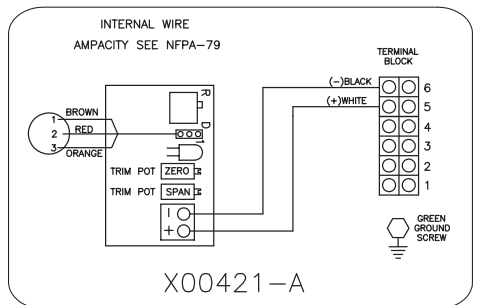 INTERNAL WIRE
AMPACITY SEE NFPA-79
TERMINAL
BLOCK
(-)BLACK
6
(+)WHITE
5
4
3
2
1
R
D
1
BROWN
1
RED
2
ORANGE
3
TRIM POT ZERO
TRIM POT SPAN
-
+
GREEN
GROUND
SCREW
X00421-A